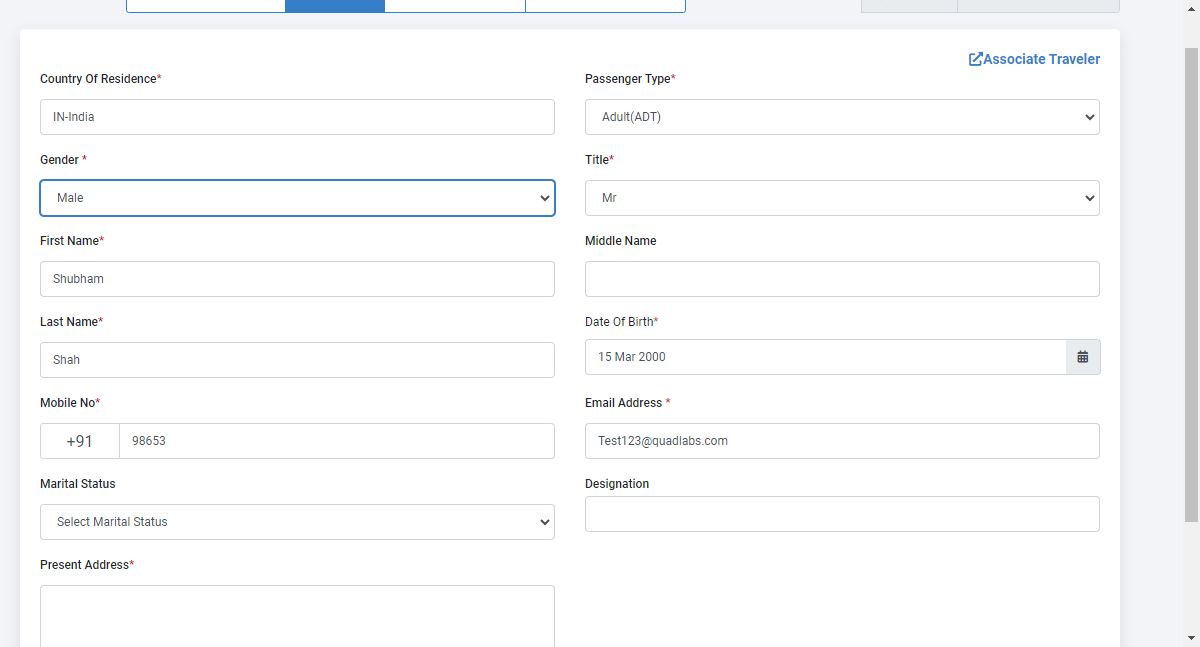 Associate Traveler
Country Of Residence* Passenger Type*
IN-India Adult(ADT)
Gender * Title*
Male Mr
First Name* Middle Name
Shubham
Last Name* Date Of Birth*
Shah 15 Mar 2000
Mobile No* Email Address *
+91 98653 Test123@quadlabs.com
Marital Status Designation
Select Marital Status
Present Address*